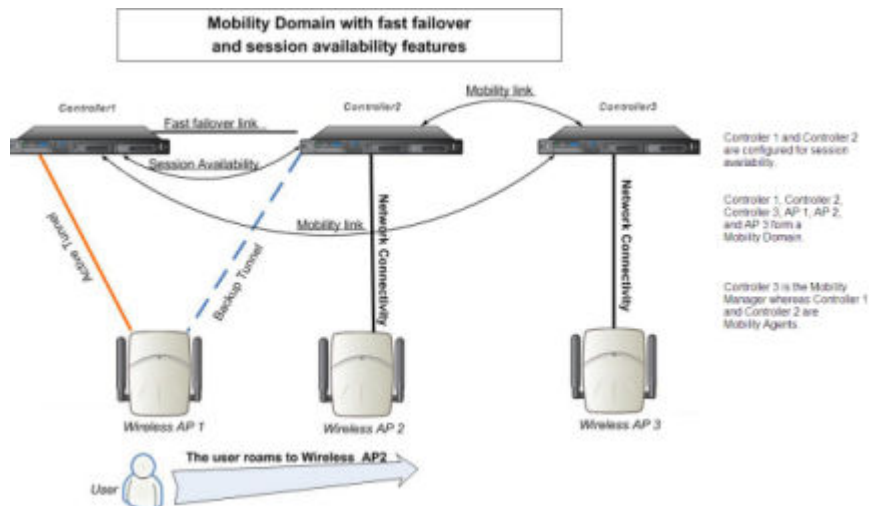 Mobility Domain with fast failover
and session availability features
Mobility link
Controller1
Controller2
Controller3
Fast failover link
Session Availability
Mobility link
Active Tunnel
Backup Tunnel
Network Connectivity
Network Connectivity
Controller 1 and Controller 2
are configured for session
availability.
Controller 1, Controller 2,
Controller 3, AP 1, AP 2,
and AP 3 form a
Mobility Domain.
Controller 3 is the Mobility
Manager whereas Controller 1
and Controller 2 are
Mobility Agents.
Wireless AP 1
Wireless AP 2
Wireless AP 3
The user roams to Wireless AP2
User